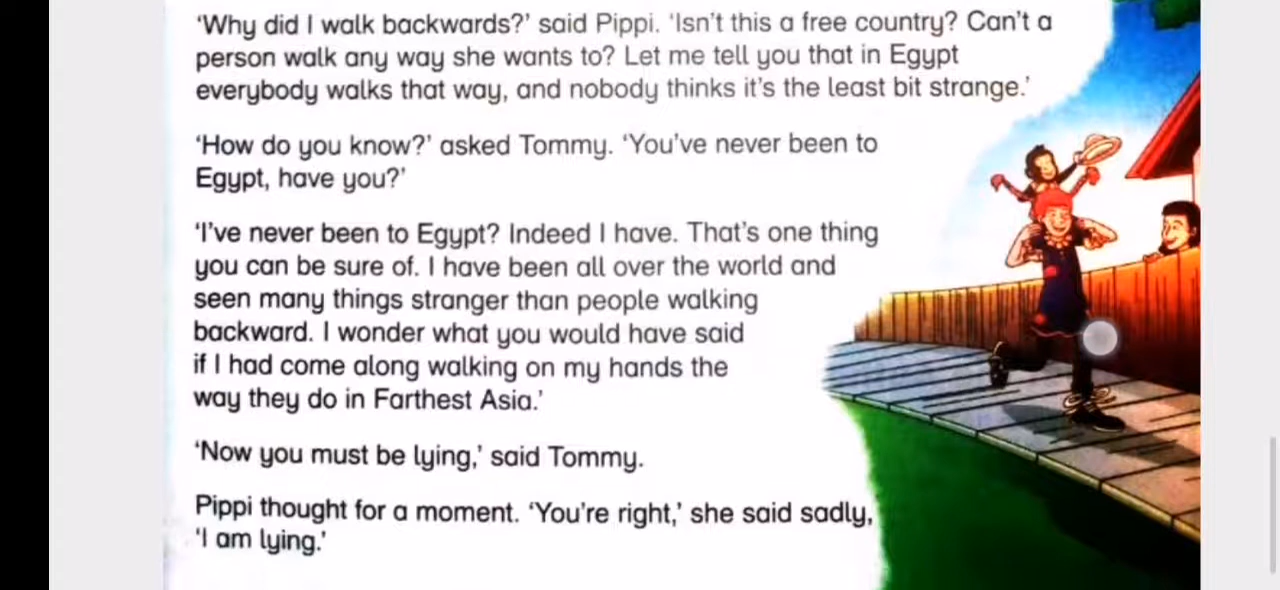 ‘Why did I walk backwards?’ said Pippi. ‘Isn’t this a free country? Can’t a
person walk any way she wants to? Let me tell you that in Egypt
everybody walks that way, and nobody thinks it’s the least bit strange.’
‘How do you know?’ asked Tommy. ‘You’ve never been to
Egypt, have you?’
‘I’ve never been to Egypt? Indeed I have. That’s one thing
you can be sure of. I have been all over the world and
seen many things stranger than people walking
backward. I wonder what you would have said
if I had come along walking on my hands the
way they do in Farthest Asia.’
‘Now you must be lying,’ said Tommy.
Pippi thought for a moment. ‘You’re right,’ she said sadly,
‘I am lying.’